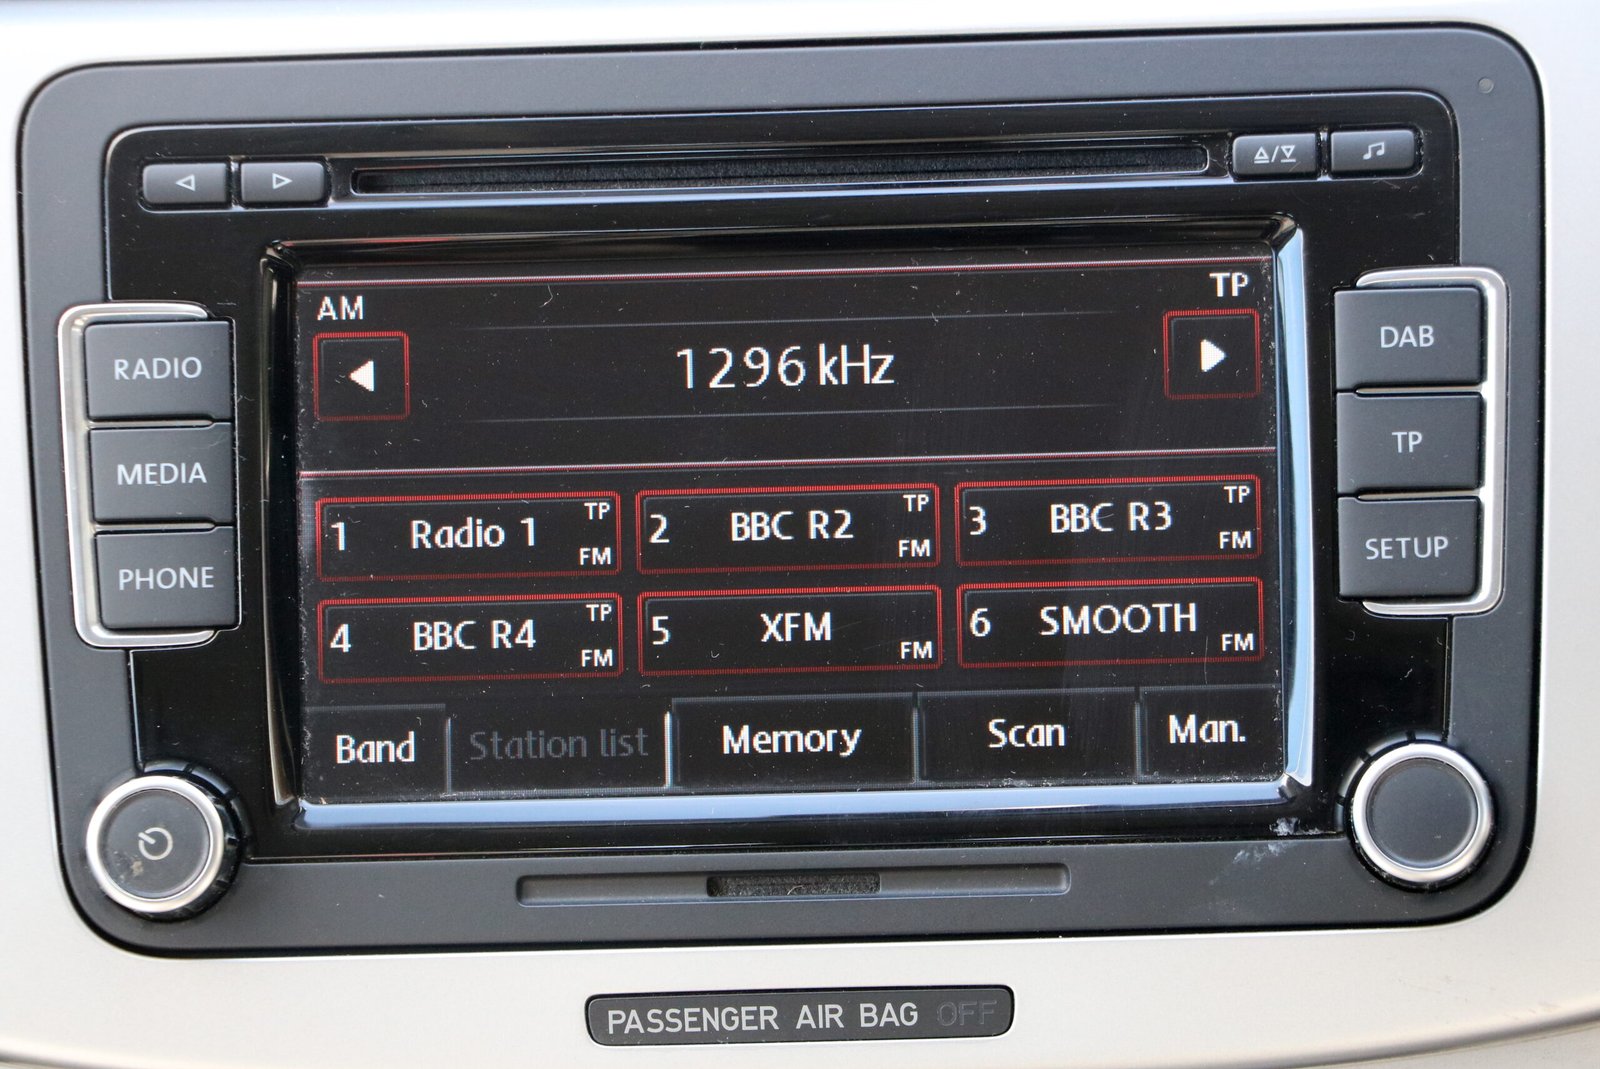 AM
TP
1296 kHz
1 Radio 1 TP FM
2 BBC R2 TP FM
3 BBC R3 TP FM
4 BBC R4 TP FM
5 XFM FM
6 SMOOTH FM
Band
Station list
Memory
Scan
Man.
RADIO
MEDIA
PHONE
DAB
TP
SETUP
PASSENGER AIR BAG OFF